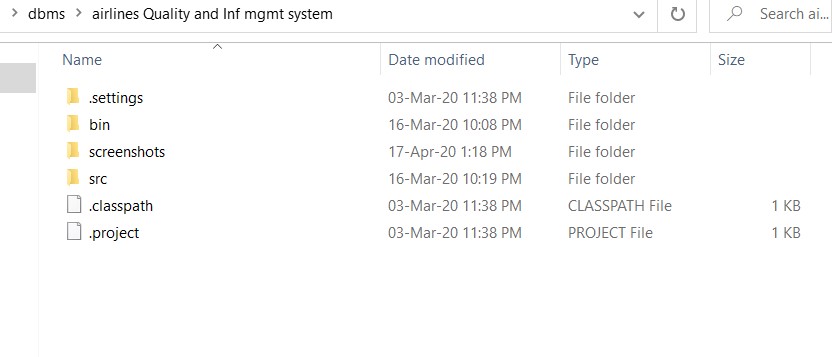 dbms airlines Quality and Inf mgmt system Search ai...
Name Date modified Type Size
.settings 03-Mar-20 11:38 PM File folder
bin 16-Mar-20 10:08 PM File folder
screenshots 17-Apr-20 1:18 PM File folder
src 16-Mar-20 10:19 PM File folder
.classpath 03-Mar-20 11:38 PM CLASSPATH File 1 KB
.project 03-Mar-20 11:38 PM PROJECT File 1 KB